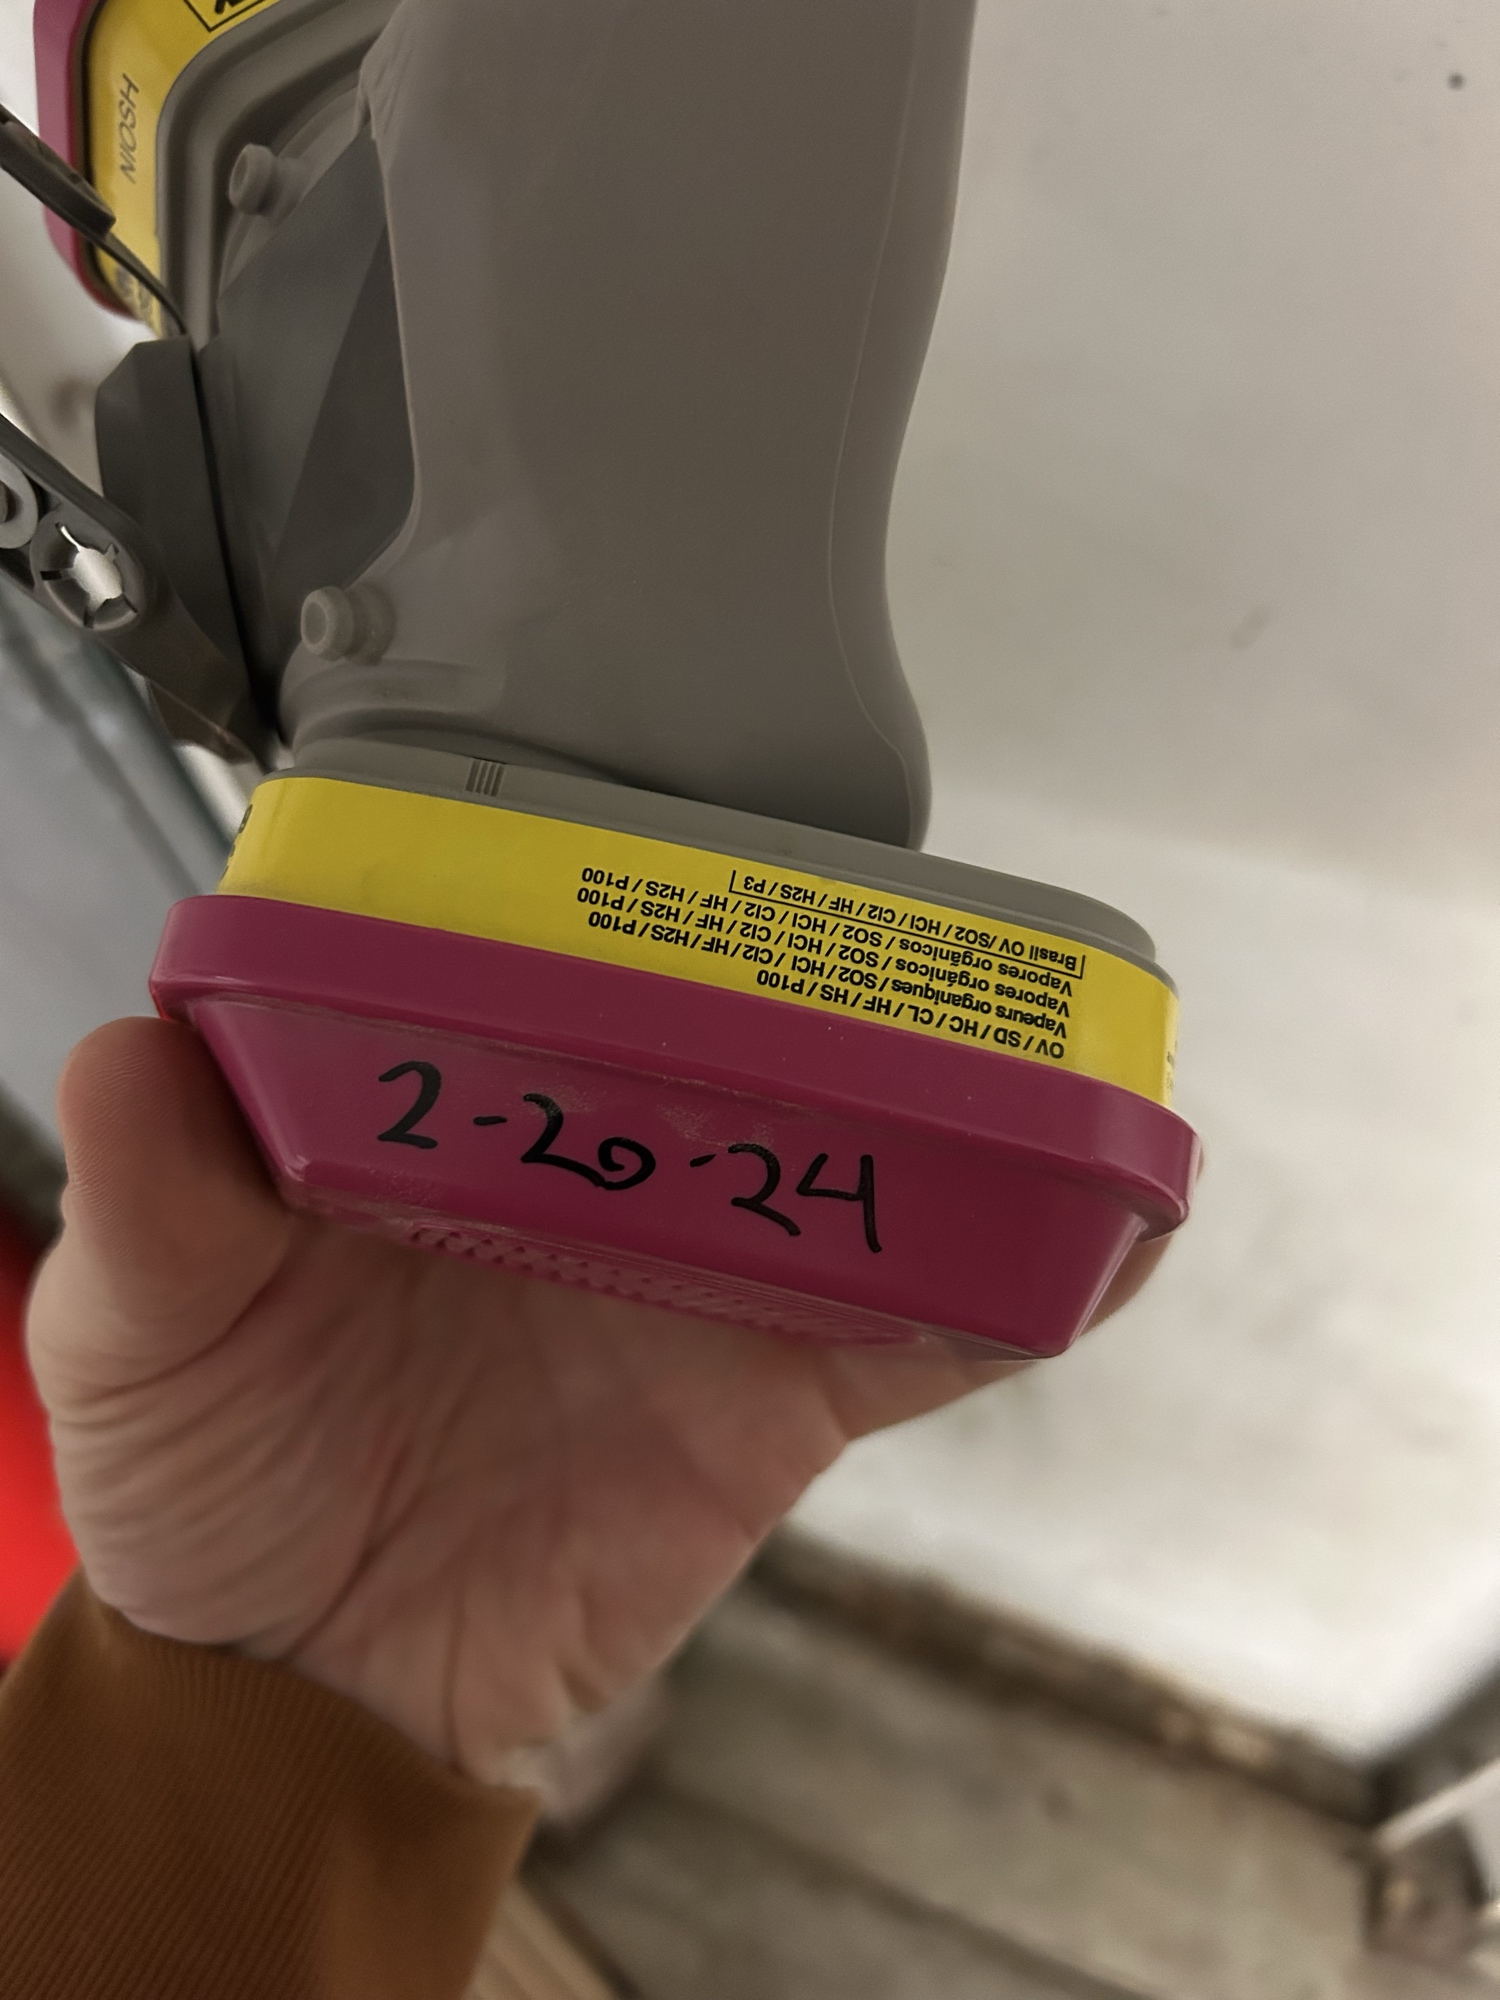 NIOSH
OV / SD / HC / CL / HF / HS / P100
Vapeurs organiques / SO2 / HCl / Cl2 / HF / H2S / P100
Vapores orgánicos / SO2 / HCl / Cl2 / HF / H2S / P100
Vapores orgãnicos / SO2 / HCl / Cl2 / HF / H2S / P100
Brasil OV /SO2 / HCl / Cl2 / HF / H2S / P3
2-20-24